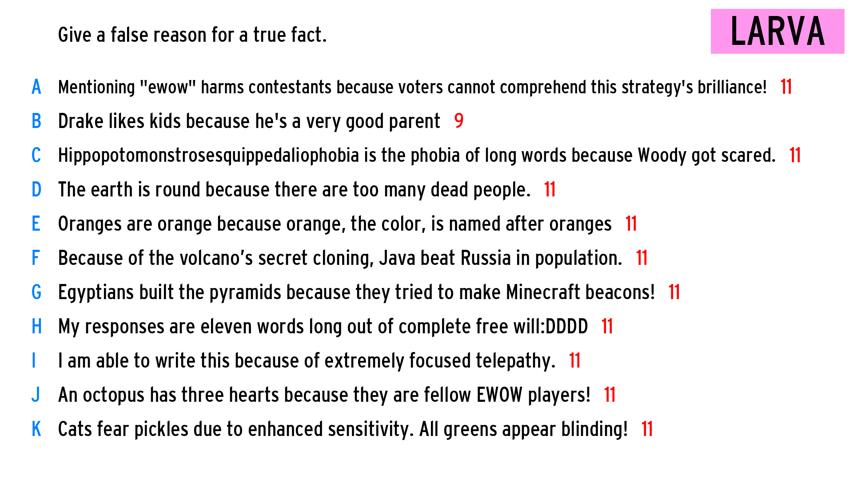 Give a false reason for a true fact.
LARVA
A Mentioning "ewow" harms contestants because voters cannot comprehend this strategy's brilliance! 11
B Drake likes kids because he's a very good parent 9
C Hippopotomonstrosesquippedaliophobia is the phobia of long words because Woody got scared. 11
D The earth is round because there are too many dead people. 11
E Oranges are orange because orange, the color, is named after oranges 11
F Because of the volcano's secret cloning, Java beat Russia in population. 11
G Egyptians built the pyramids because they tried to make Minecraft beacons! 11
H My responses are eleven words long out of complete free will:DDDD 11
I I am able to write this because of extremely focused telepathy. 11
J An octopus has three hearts because they are fellow EWOW players! 11
K Cats fear pickles due to enhanced sensitivity. All greens appear blinding! 11